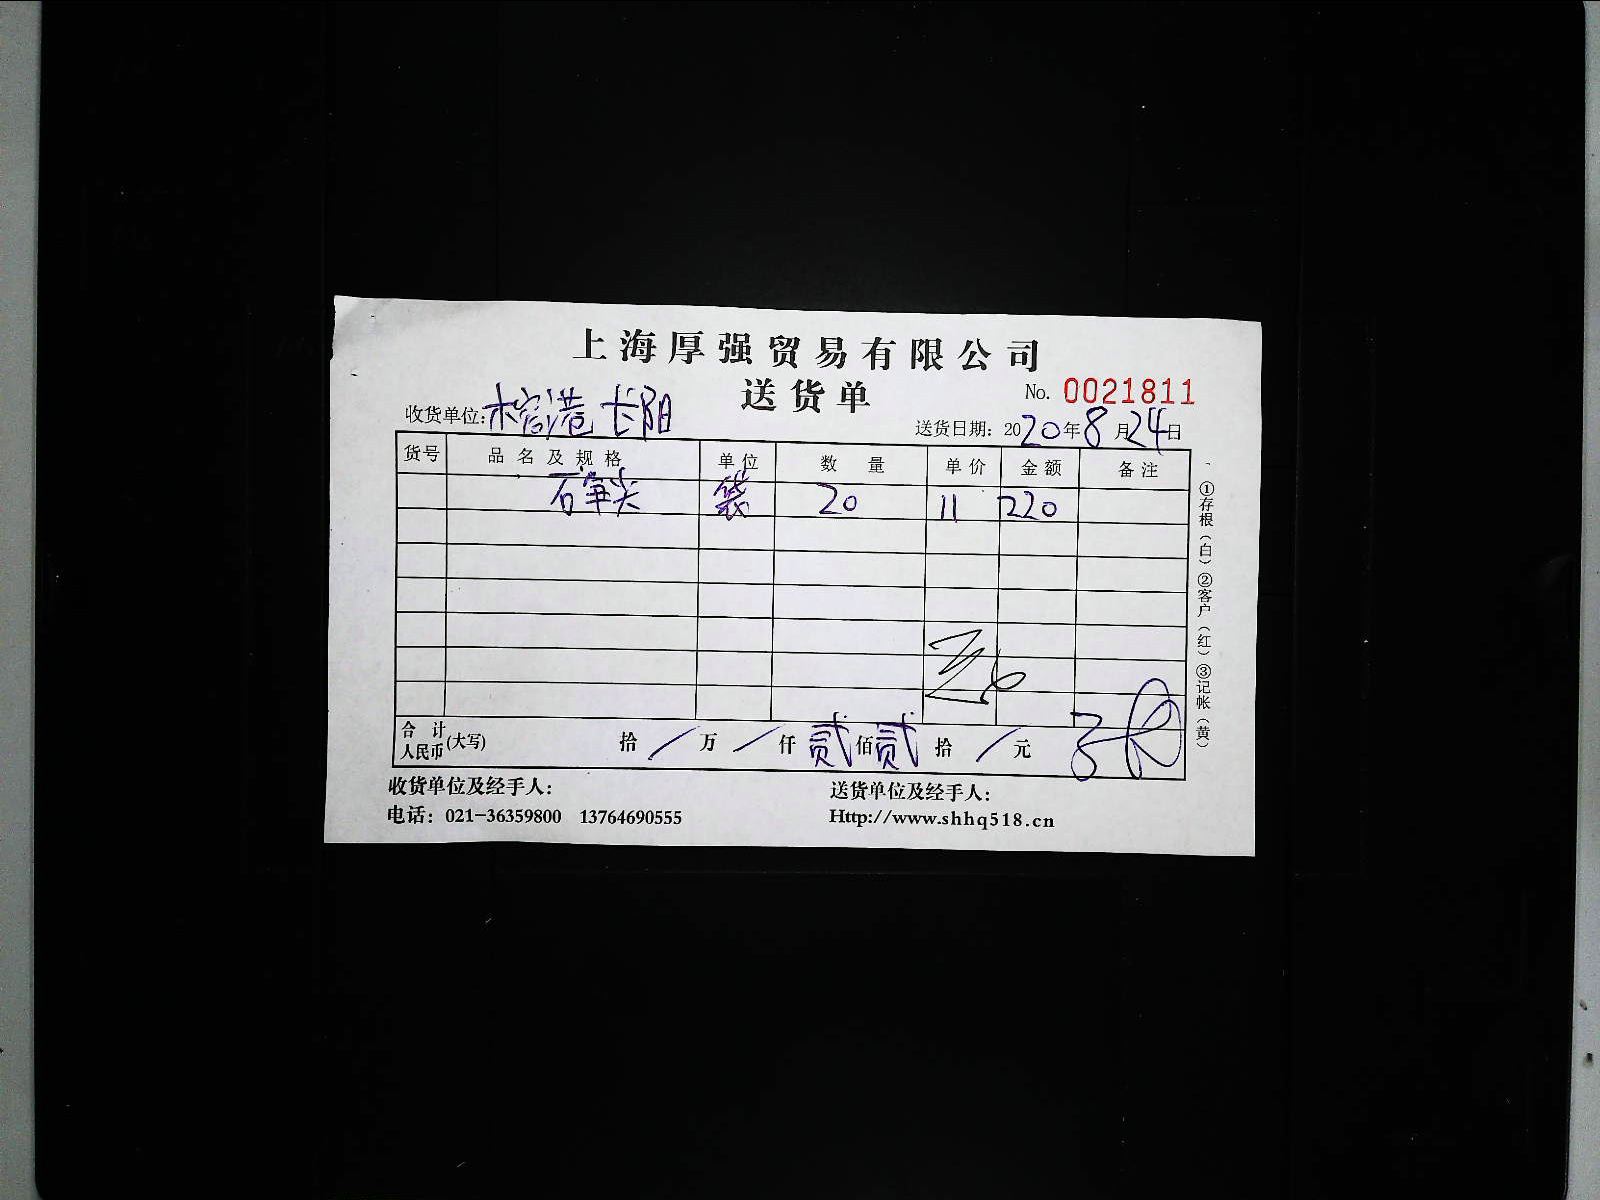 上海厚强贸易有限公司
送货单
No. 0021811
收货单位: 榕港 长阳
送货日期: 2020年8月24日
货号 品名及规格 单位 数量 单价 金额 备注
石笋尖 袋 20 11 220
合计人民币(大写) 拾/万/仟贰佰贰拾/元
收货单位及经手人:
送货单位及经手人:
电话: 021-36359800 13764690555
Http://www.shhq518.cn
①存根(白)②客户(红)③记帐(黄)